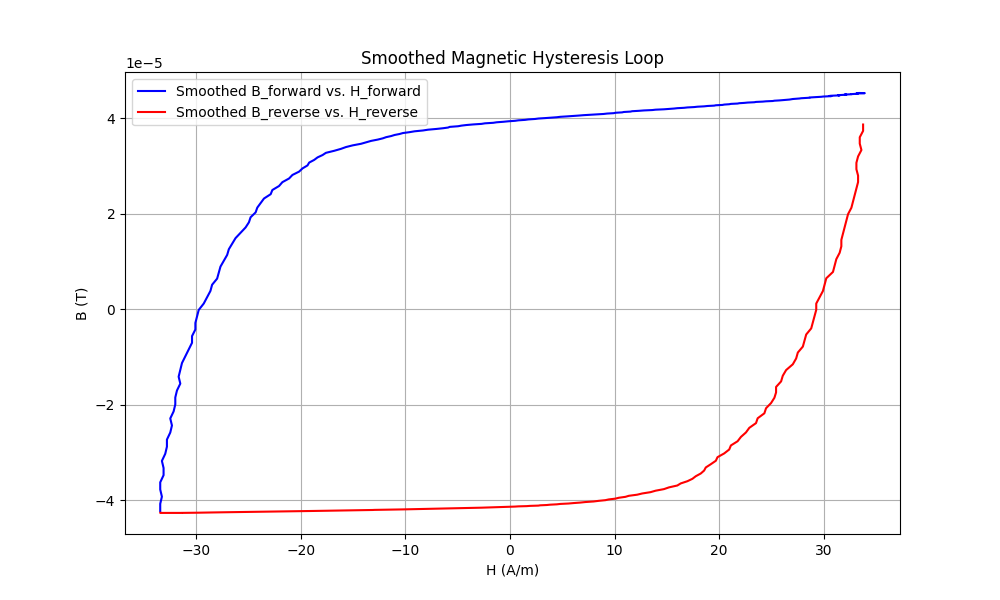 Smoothed Magnetic Hysteresis Loop
1e−5
Smoothed B_forward vs. H_forward
Smoothed B_reverse vs. H_reverse
4
2
0
−2
−4
B (T)
−30 −20 −10 0 10 20 30
H (A/m)